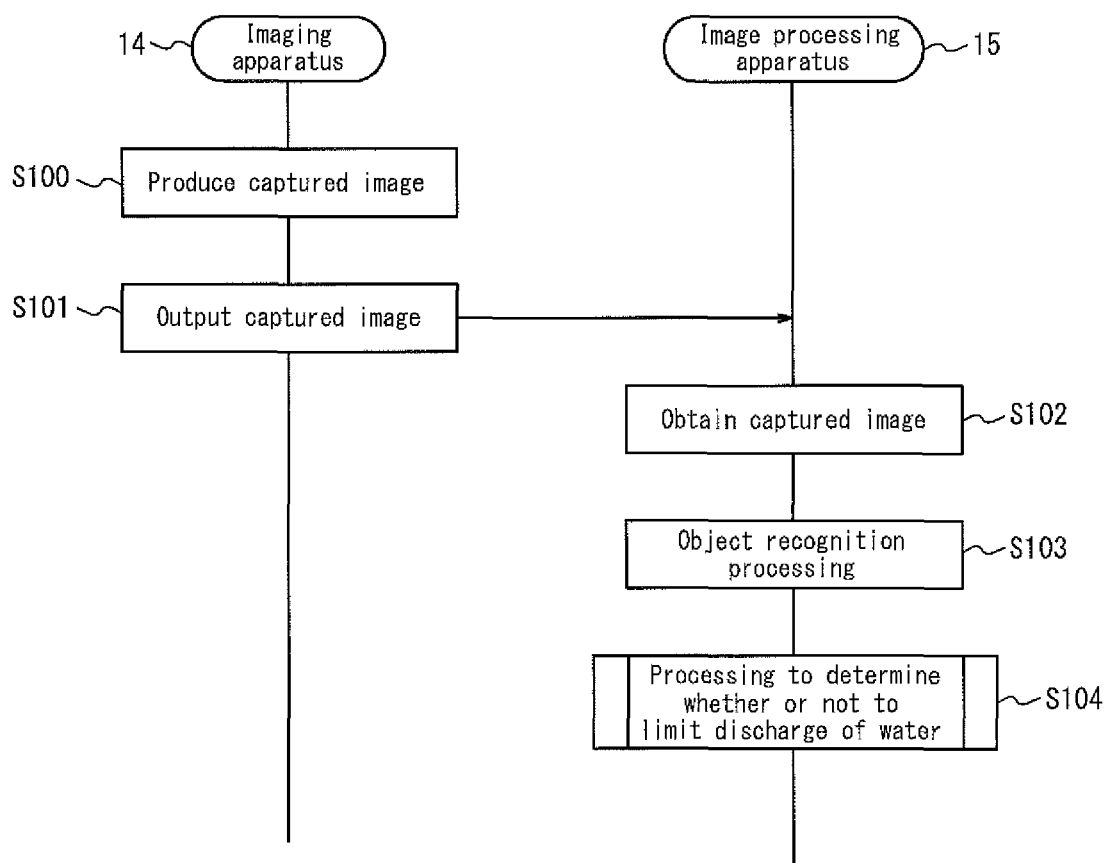 14
Imaging
apparatus
Image processing
apparatus
15
S100
Produce captured image
S101
Output captured image
Obtain captured image
S102
Object recognition
processing
S103
Processing to determine
whether or not to
limit discharge of water
S104